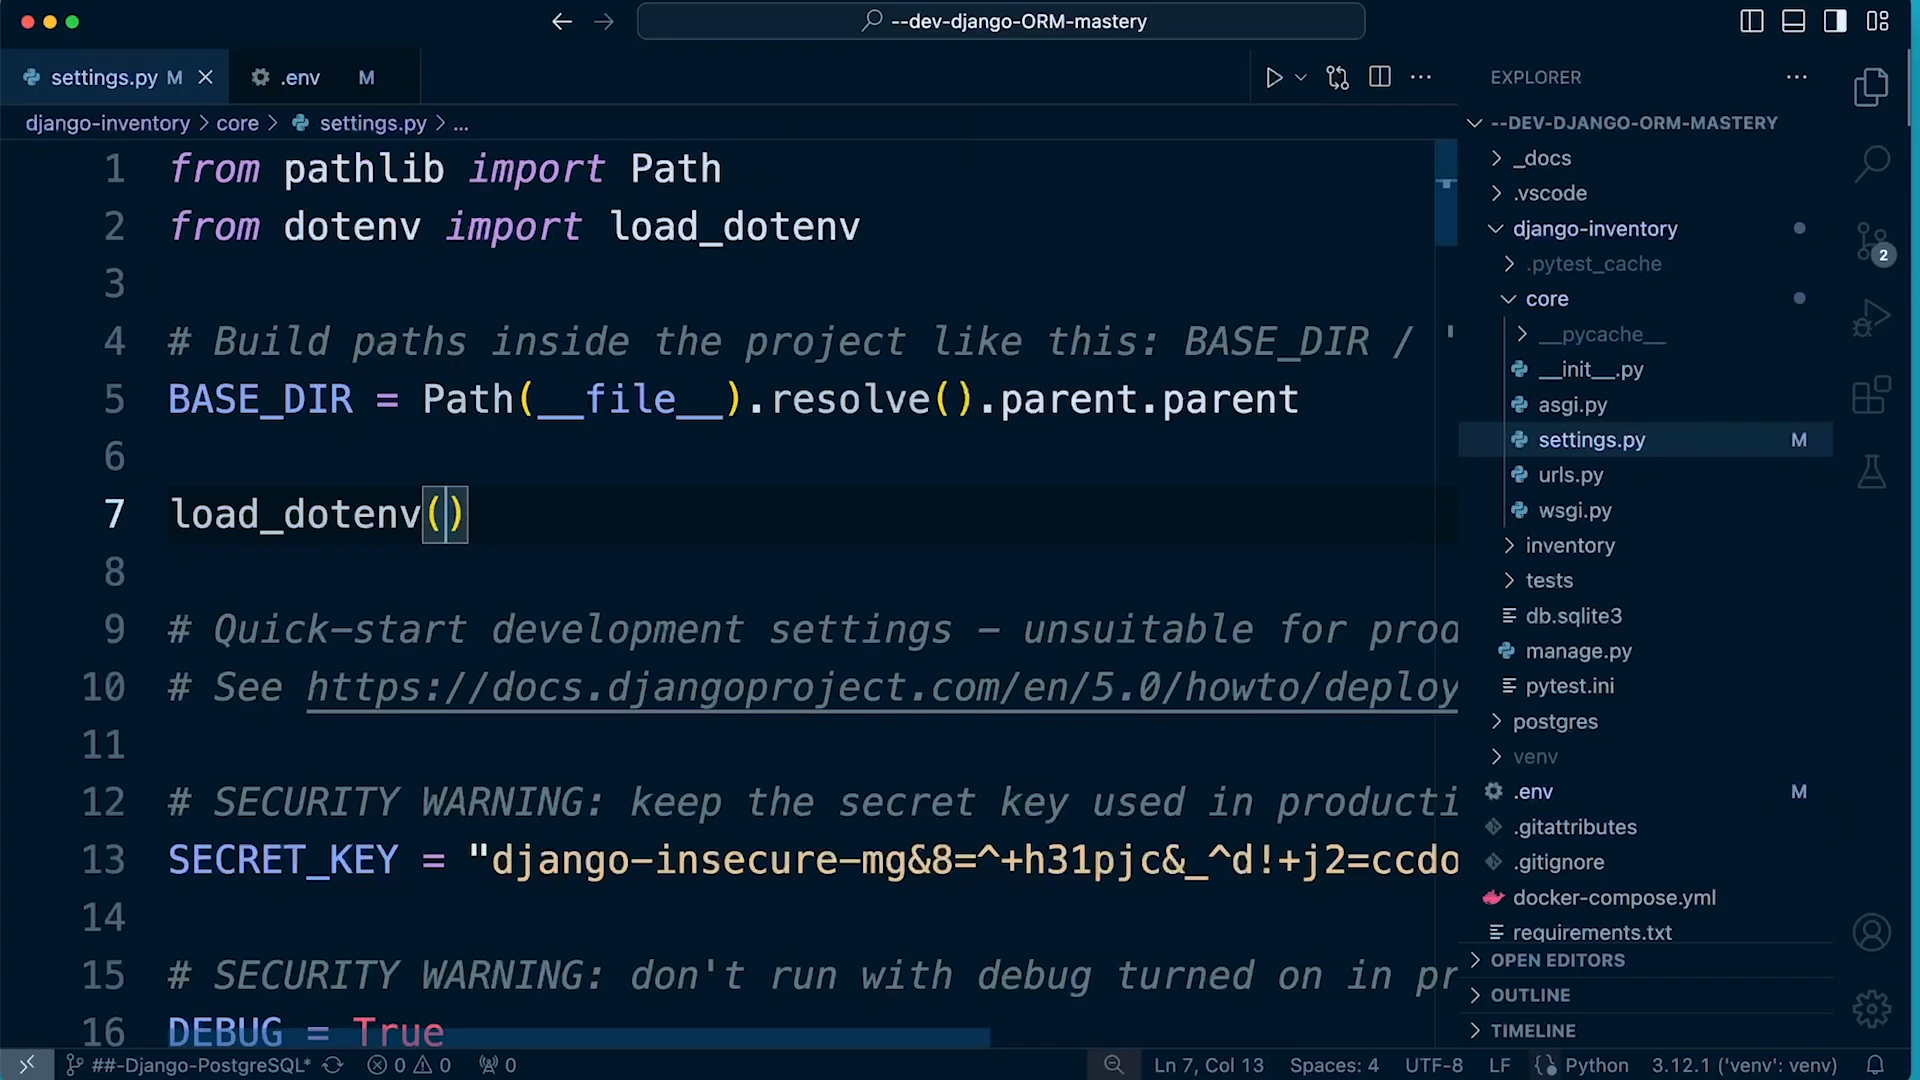 --dev-django-ORM-mastery
settings.py M
.env M
EXPLORER
django-inventory > core > settings.py > ...
1 from pathlib import Path
2 from dotenv import load_dotenv
3
4 # Build paths inside the project like this: BASE_DIR / '
5 BASE_DIR = Path(__file__).resolve().parent.parent
6
7 load_dotenv()
8
9 # Quick-start development settings - unsuitable for prod
10 # See https://docs.djangoproject.com/en/5.0/howto/deploy
11
12 # SECURITY WARNING: keep the secret key used in producti
13 SECRET_KEY = "django-insecure-mg&8=^+h31pjc&_^d!+j2=ccdo
14
15 # SECURITY WARNING: don't run with debug turned on in pr
16 DEBUG = True
--DEV-DJANGO-ORM-MASTERY
_docs
.vscode
django-inventory
.pytest_cache
core
__pycache__
__init__.py
asgi.py
settings.py M
urls.py
wsgi.py
inventory
tests
db.sqlite3
manage.py
pytest.ini
postgres
venv
.env M
.gitattributes
.gitignore
docker-compose.yml
requirements.txt
OPEN EDITORS
OUTLINE
TIMELINE
2
##-Django-PostgreSQL* 0 0 0 Ln 7, Col 13 Spaces: 4 UTF-8 LF Python 3.12.1 ('venv': venv)